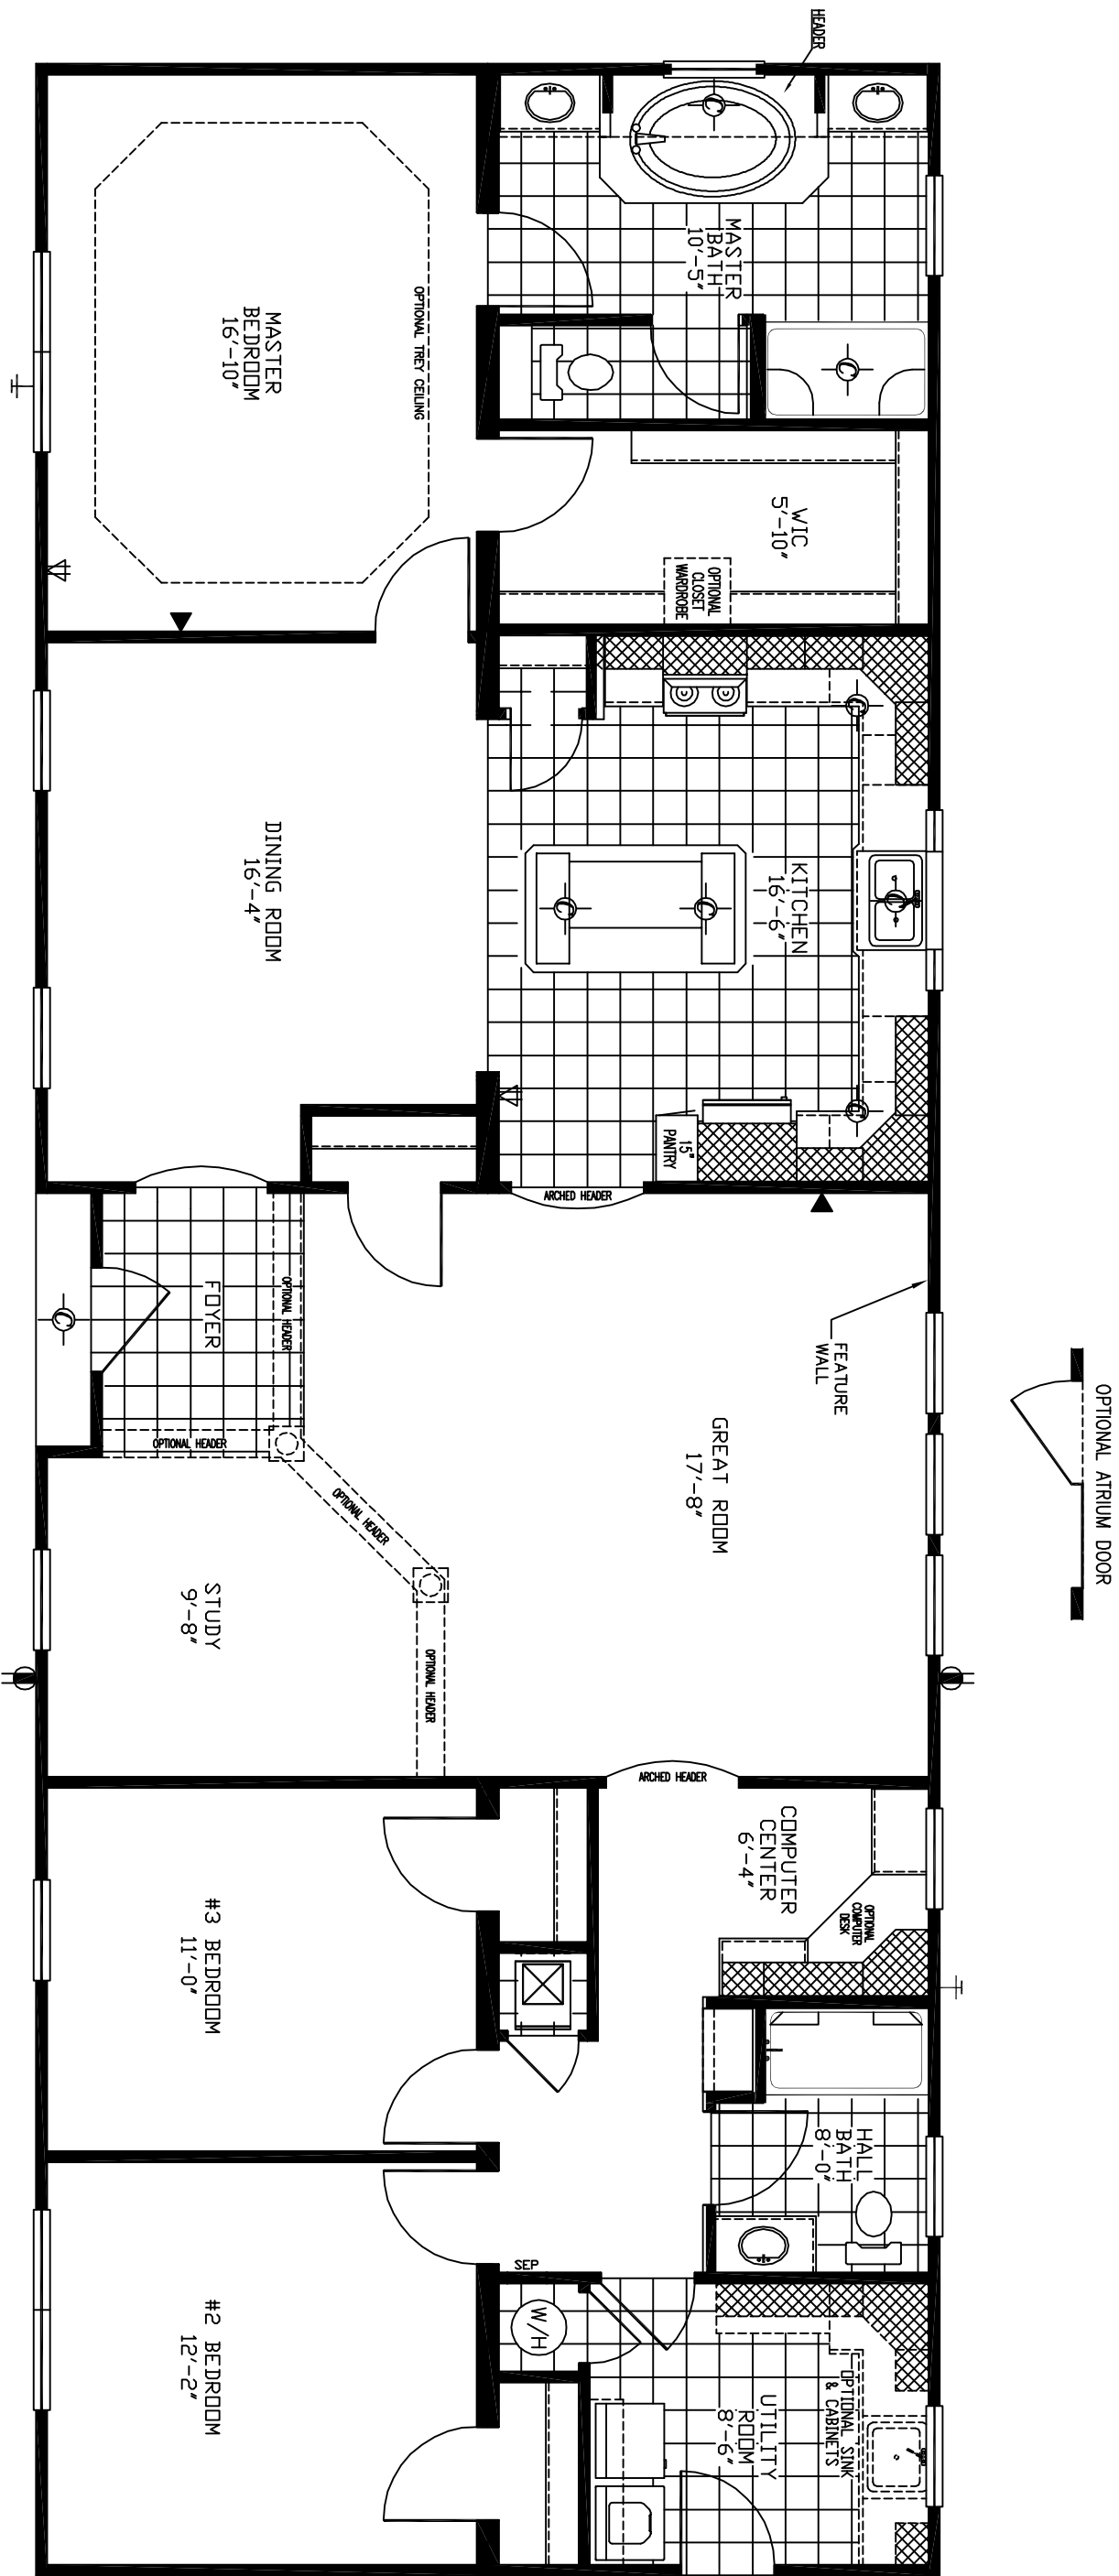 HEADER
MASTER
BATH
10'-5"
OPTIONAL TREY CEILING
MASTER
BEDROOM
16'-10"
WIC
5'-10"
OPTIONAL
CLOSET
WARDROBE
C
C
C
C
C
C
C
C
KITCHEN
16'-6"
DINING ROOM
16'-4"
15"
PANTRY
ARCHED HEADER
FEATURE
WALL
OPTIONAL ATRIUM DOOR
GREAT ROOM
17'-8"
FOYER
OPTIONAL HEADER
OPTIONAL HEADER
OPTIONAL HEADER
OPTIONAL HEADER
STUDY
9'-8"
ARCHED HEADER
COMPUTER
CENTER
6'-4"
OPTIONAL
COMPUTER
DESK
#3 BEDROOM
11'-0"
HALL
BATH
8'-0"
SEP
W/H
#2 BEDROOM
12'-2"
OPTIONAL SINK
& CABINETS
UTILITY
ROOM
8'-6"